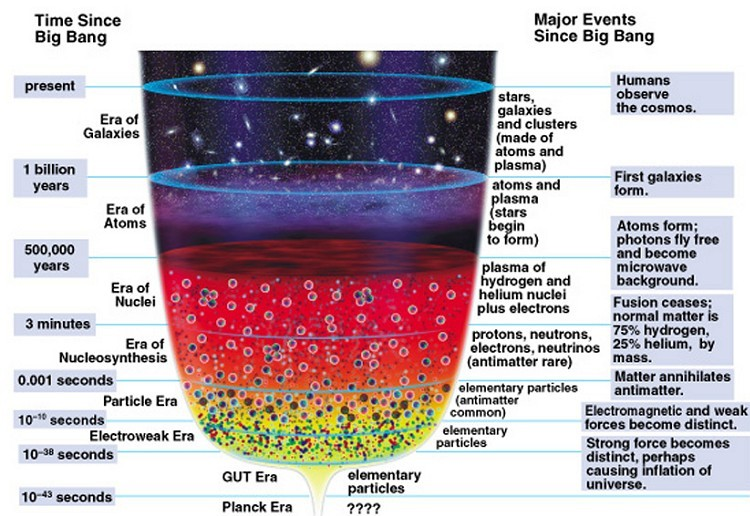 Time Since
Big Bang
Major Events
Since Big Bang
present
Era of
Galaxies
stars,
galaxies
and clusters
(made of
atoms and
plasma)
Humans
observe
the cosmos.
1 billion
years
Era of
Atoms
atoms and
plasma
(stars
begin
to form)
First galaxies
form.
500,000
years
Era of
Nuclei
plasma of
hydrogen and
helium nuclei
plus electrons
Atoms form;
photons fly free
and become
microwave
background.
3 minutes
Era of
Nucleosynthesis
protons, neutrons,
electrons, neutrinos
(antimatter rare)
Fusion ceases;
normal matter is
75% hydrogen,
25% helium, by
mass.
0.001 seconds
Particle Era
elementary particles
(antimatter
common)
Matter annihilates
antimatter.
10⁻¹⁰ seconds
Electroweak Era
elementary
particles
Electromagnetic and weak
forces become distinct.
10⁻³⁸ seconds
GUT Era
elementary
particles
Strong force becomes
distinct, perhaps
causing inflation of
universe.
10⁻⁴³ seconds
Planck Era
????